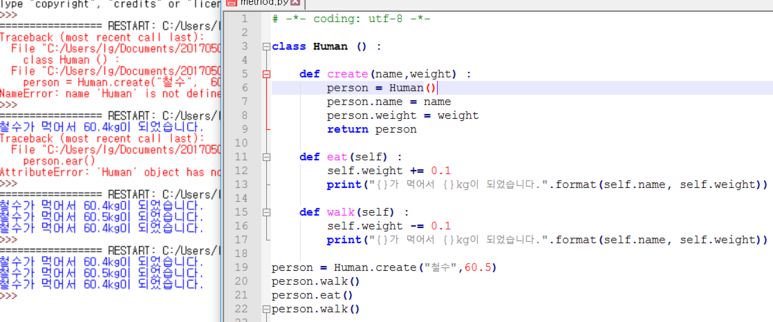 Type "copyright", "credits" or "licen
>>>
================== RESTART: C:/Users/l
Traceback (most recent call last):
File "C:/Users/lg/Documents/2017050
class Human () :
File "C:/Users/lg/Documents/2017050
person = Human.create("철수", 60
NameError: name 'Human' is not define
>>>
================== RESTART: C:/Users/l
철수가 먹어서 60.4kg이 되었습니다.
Traceback (most recent call last):
File "C:/Users/lg/Documents/2017050
person.ear()
AttributeError: 'Human' object has no
>>>
================== RESTART: C:/Users/l
철수가 먹어서 60.4kg이 되었습니다.
철수가 먹어서 60.5kg이 되었습니다.
철수가 먹어서 60.4kg이 되었습니다.
>>>
================== RESTART: C:/Users/l
철수가 먹어서 60.4kg이 되었습니다.
철수가 먹어서 60.5kg이 되었습니다.
철수가 먹어서 60.4kg이 되었습니다.
>>>
method.py
1 # -*- coding: utf-8 -*-
2
3 class Human () :
4
5 def create(name,weight) :
6 person = Human()
7 person.name = name
8 person.weight = weight
9 return person
10
11 def eat(self) :
12 self.weight += 0.1
13 print("{}가 먹어서 {}kg이 되었습니다.".format(self.name, self.weight))
14
15 def walk(self) :
16 self.weight -= 0.1
17 print("{}가 먹어서 {}kg이 되었습니다.".format(self.name, self.weight))
18
19 person = Human.create("철수",60.5)
20 person.walk()
21 person.eat()
22 person.walk()